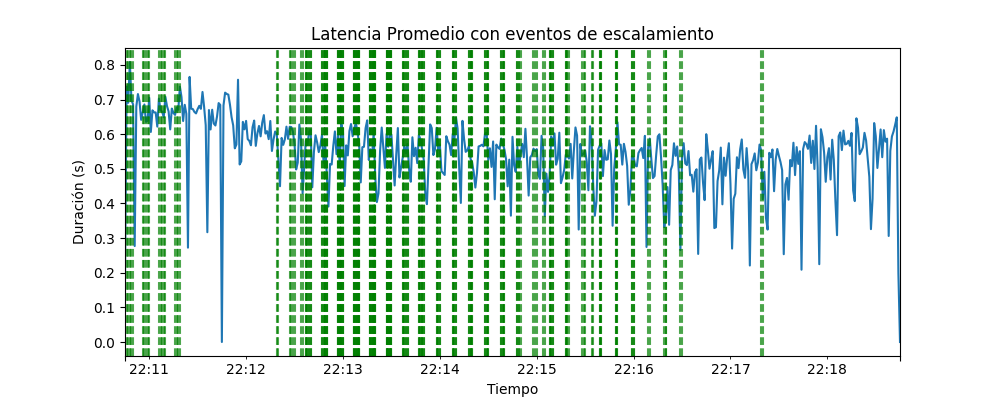 Latencia Promedio con eventos de escalamiento
Duración (s)
0.8
0.7
0.6
0.5
0.4
0.3
0.2
0.1
0.0
22:11 22:12 22:13 22:14 22:15 22:16 22:17 22:18
Tiempo